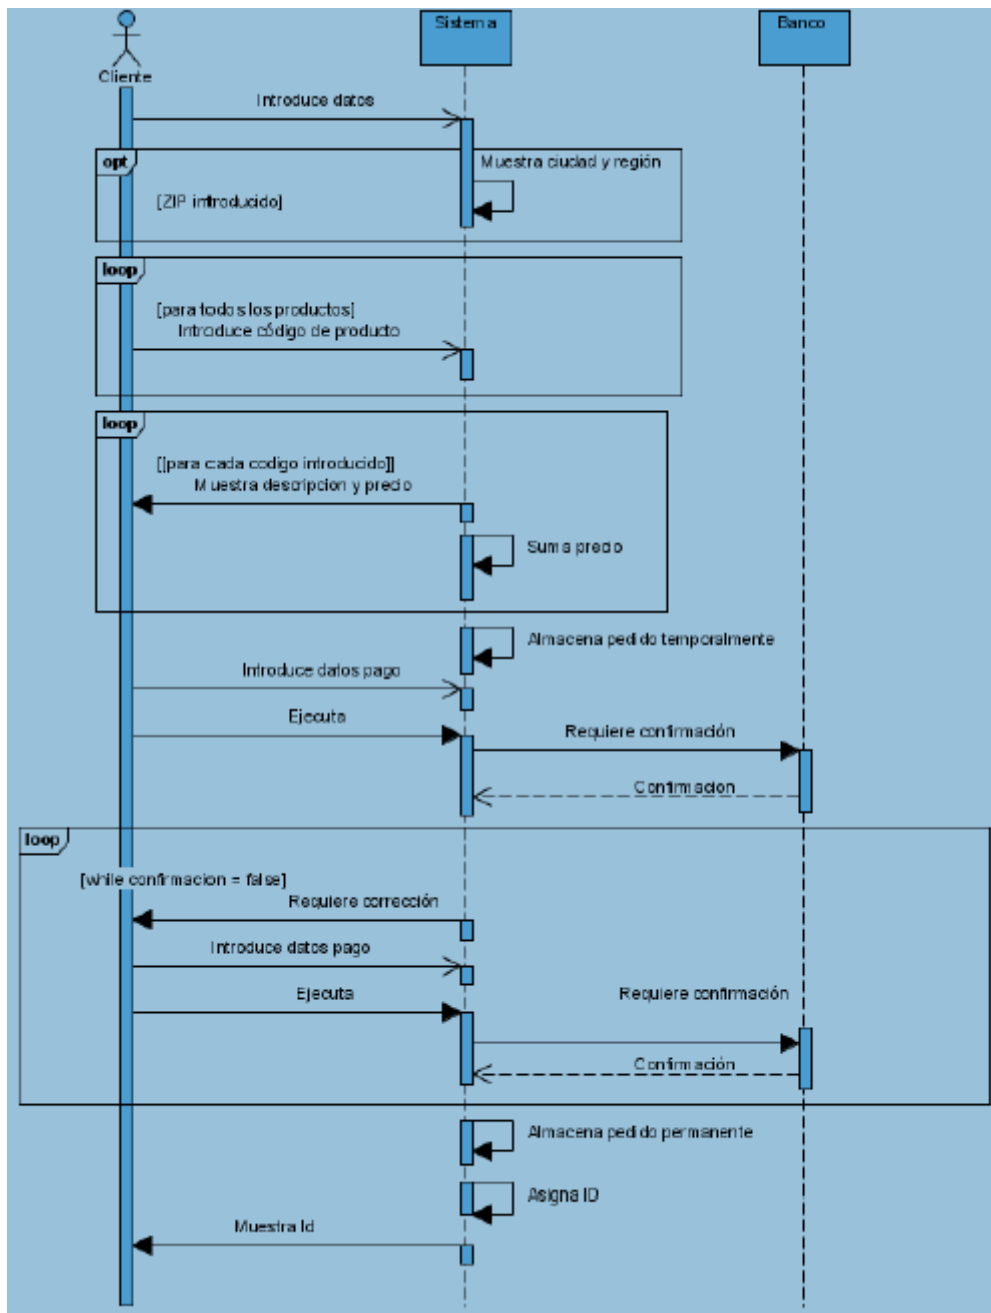 Sistema
Banco
Cliente
Introduce datos
opt
Muestra ciudad y región
[ZIP introducido]
loop
[para todos los productos]
Introduce código de producto
loop
[[para cada codigo introducido]]
Muestra descripcion y precio
Suma precio
Almacena pedido temporalmente
Introduce datos pago
Ejecuta
Requiere confirmación
Confirmacion
loop
[while confirmacion = false]
Requiere corrección
Introduce datos pago
Ejecuta
Requiere confirmación
Confirmación
Almacena pedido permanente
Asigna ID
Muestra Id